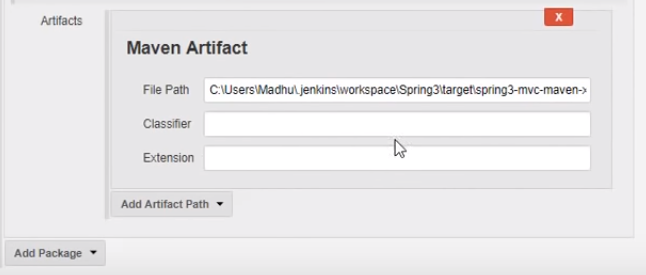 Artifacts
X
Maven Artifact
File Path C:\Users\Madhu\.jenkins\workspace\Spring3\target\spring3-mvc-maven-
Classifier
Extension
Add Artifact Path
Add Package